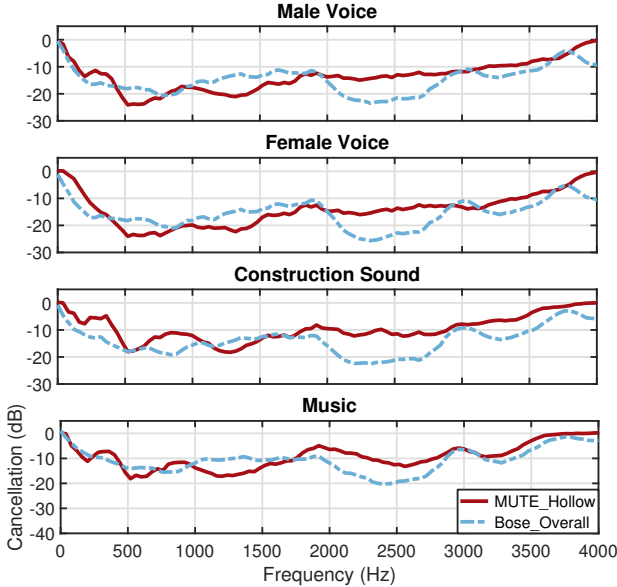 Male Voice
0
-10
-20
-30
Female Voice
0
-10
-20
-30
Construction Sound
0
-10
-20
-30
Music
0
-10
-20
-30
-40
Cancellation (dB)
MUTE_Hollow
Bose_Overall
0 500 1000 1500 2000 2500 3000 3500 4000
Frequency (Hz)